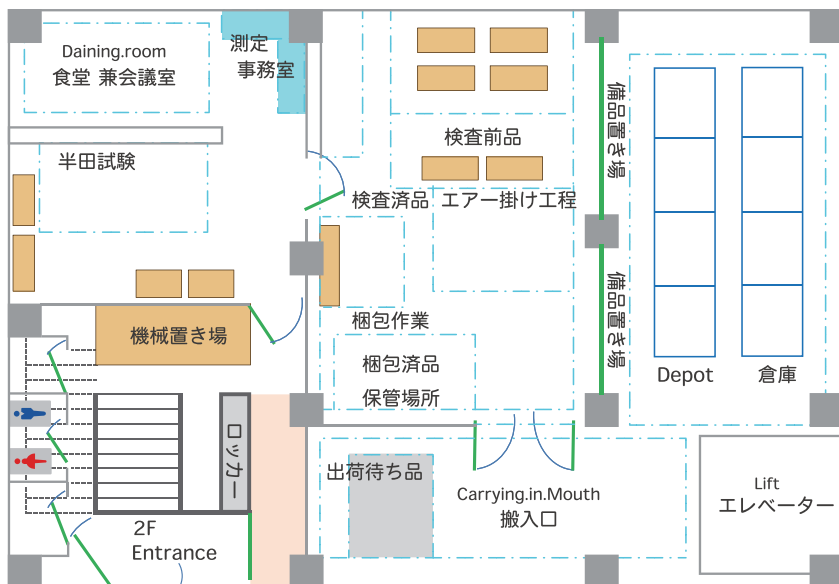 Daining.room
食堂 兼会議室
測定
事務室
半田試験
検査前品
検査済品
エアー掛け工程
備品置き場
備品置き場
機械置き場
梱包作業
梱包済品
保管場所
Depot
倉庫
ロッカー
出荷待ち品
Carrying.in.Mouth
搬入口
Lift
エレベーター
2F
Entrance